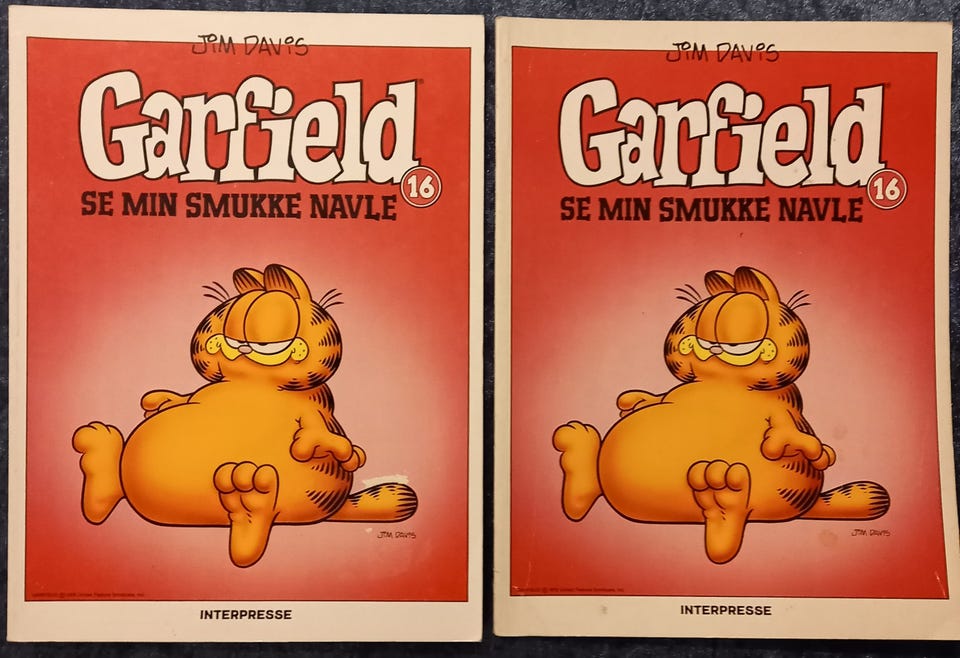 JIM DAVIS
Garfield
16
SE MIN SMUKKE NAVLE
JIM DAVIS
INTERPRESSE
JIM DAVIS
Garfield
16
SE MIN SMUKKE NAVLE
JIM DAVIS
INTERPRESSE